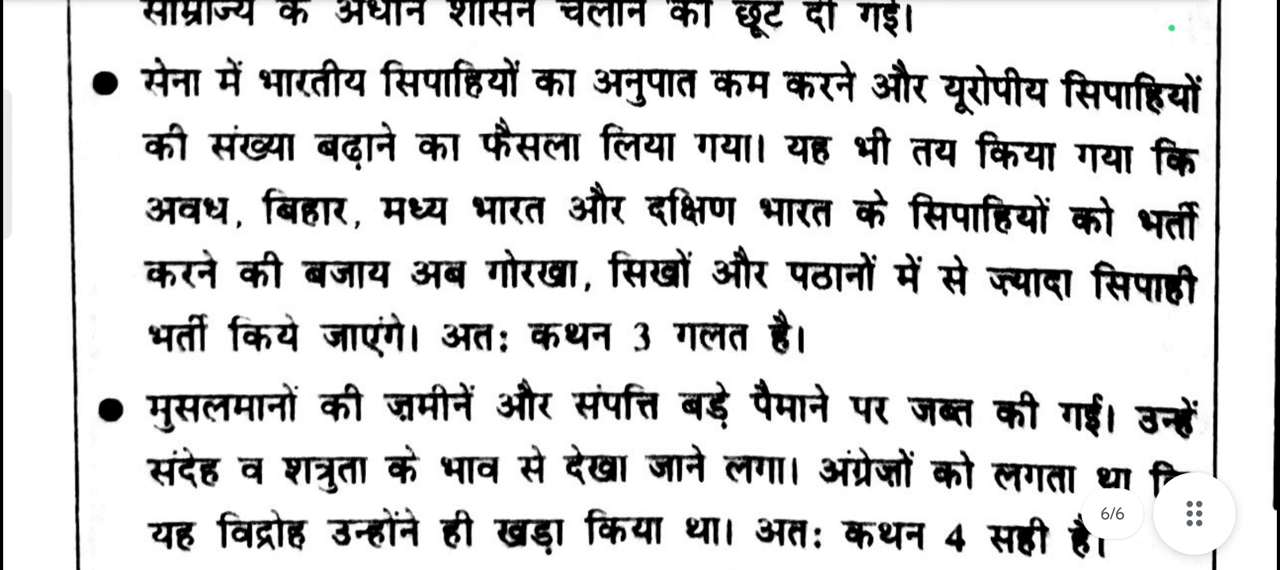 साम्राज्य के अधीन शासन चलाने की छूट दी गई।
● सेना में भारतीय सिपाहियों का अनुपात कम करने और यूरोपीय सिपाहियों
की संख्या बढ़ाने का फैसला लिया गया। यह भी तय किया गया कि
अवध, बिहार, मध्य भारत और दक्षिण भारत के सिपाहियों को भर्ती
करने की बजाय अब गोरखा, सिखों और पठानों में से ज़्यादा सिपाही
भर्ती किये जाएंगे। अतः कथन 3 गलत है।
● मुसलमानों की ज़मीनें और संपत्ति बड़े पैमाने पर जब्त की गई। उन्हें
संदेह व शत्रुता के भाव से देखा जाने लगा। अंग्रेज़ों को लगता था
यह विद्रोह उन्होंने ही खड़ा किया था। अतः कथन 4 सही है।
6/6